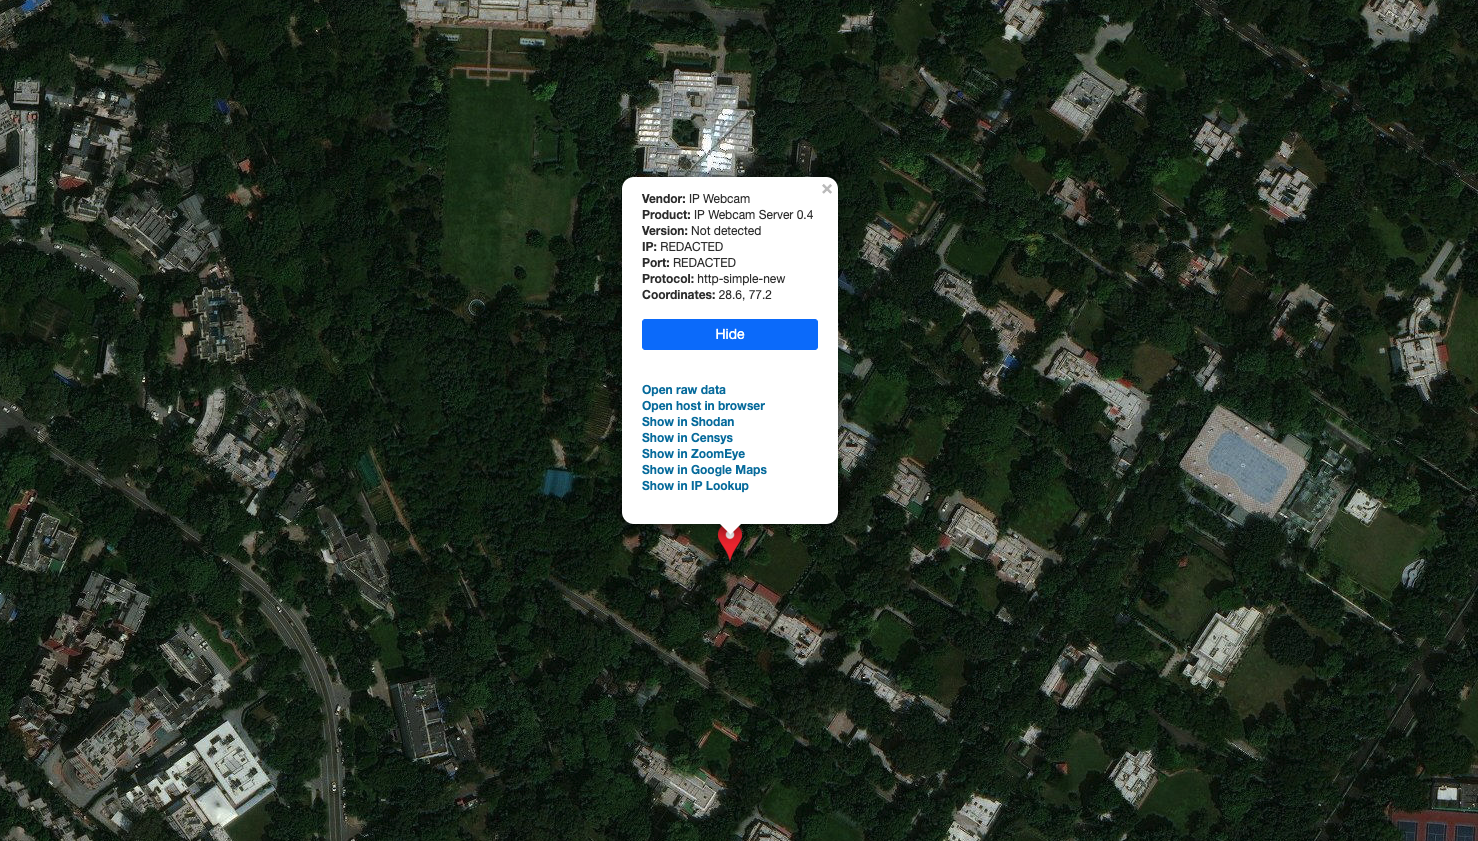 ×
Vendor: IP Webcam
Product: IP Webcam Server 0.4
Version: Not detected
IP: REDACTED
Port: REDACTED
Protocol: http-simple-new
Coordinates: 28.6, 77.2
Hide
Open raw data
Open host in browser
Show in Shodan
Show in Censys
Show in ZoomEye
Show in Google Maps
Show in IP Lookup